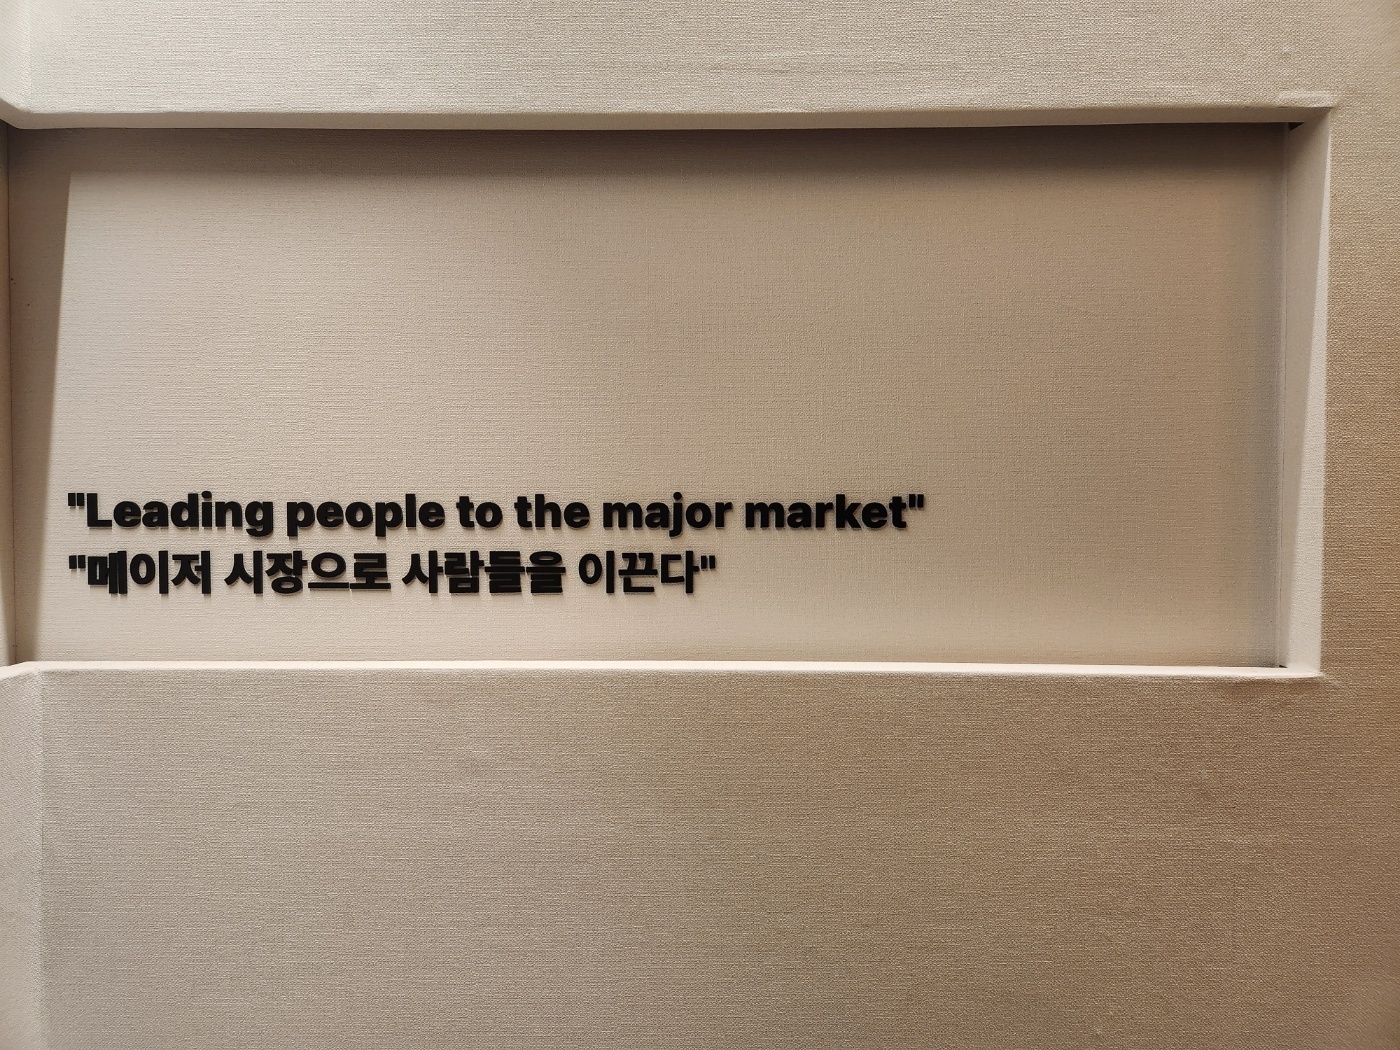 "Leading people to the major market"
"메이저 시장으로 사람들을 이끈다"